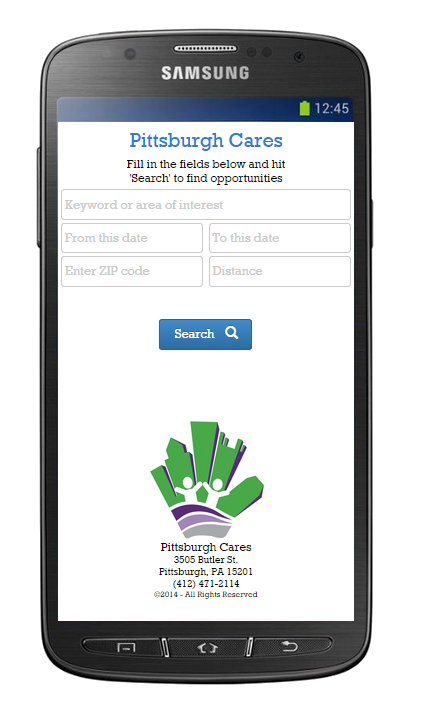 SAMSUNG
12:45
Pittsburgh Cares
Fill in the fields below and hit
'Search' to find opportunities
Keyword or area of interest
From this date
To this date
Enter ZIP code
Distance
Search
Pittsburgh Cares
3505 Butler St.
Pittsburgh, PA 15201
(412) 471-2114
©2014 - All Rights Reserved